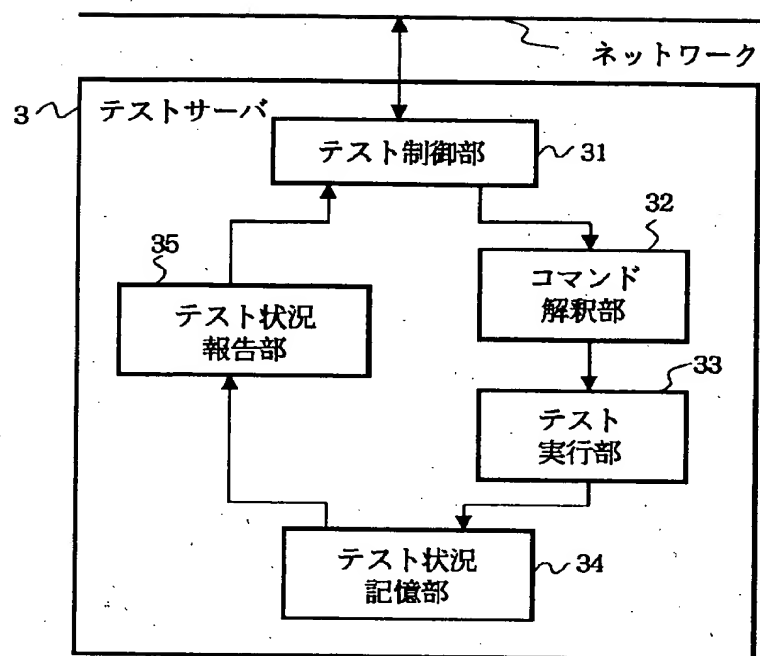 ネットワーク
3
テストサーバ
テスト制御部
31
32
コマンド
解釈部
35
テスト状況
報告部
33
テスト
実行部
テスト状況
記憶部
34